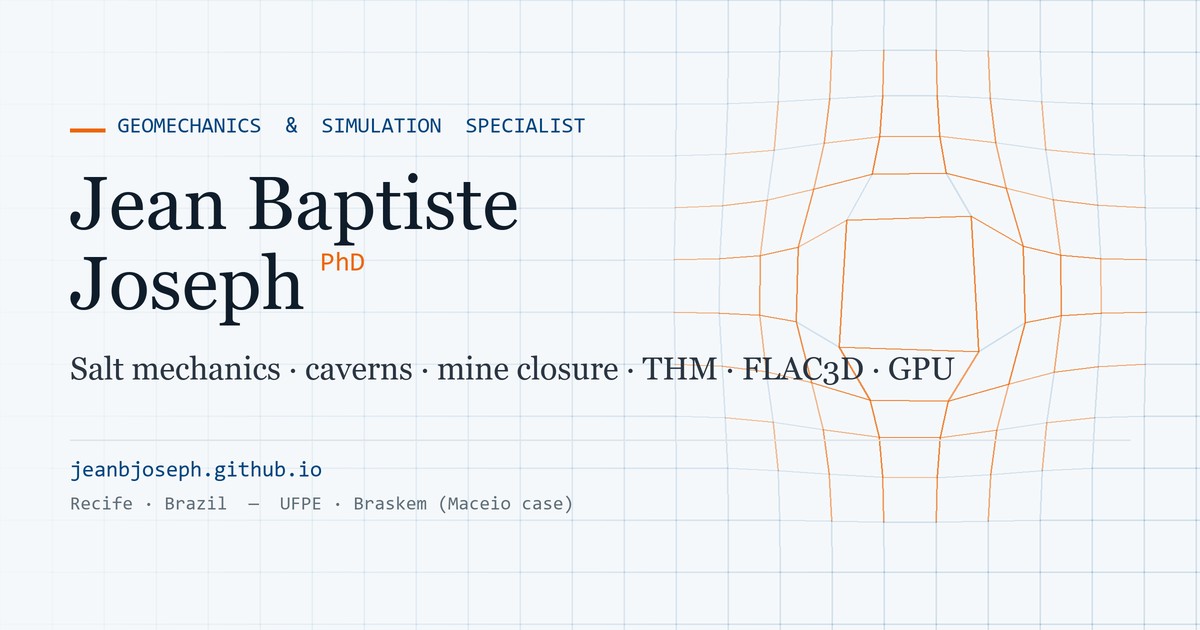 GEOMECHANICS & SIMULATION SPECIALIST
Jean Baptiste
Joseph PhD
Salt mechanics · caverns · mine closure · THM · FLAC3D · GPU
jeanbjoseph.github.io
Recife · Brazil — UFPE · Braskem (Maceio case)